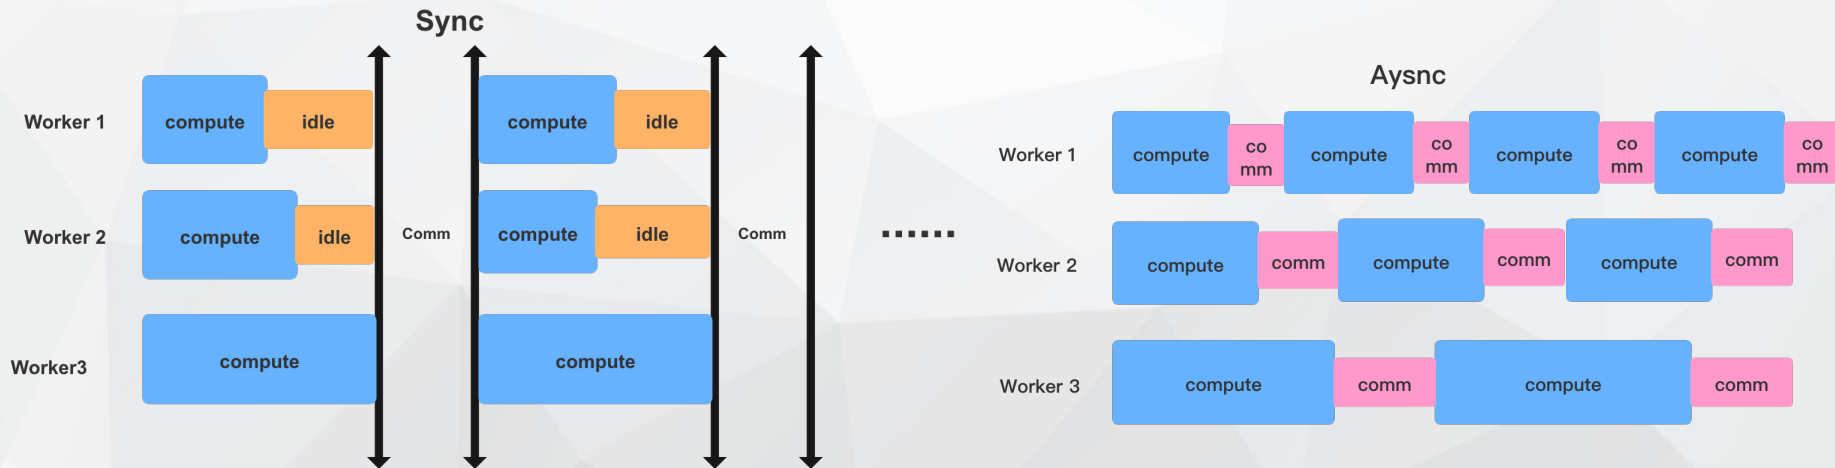 Sync
Worker 1
compute
idle
compute
idle
Worker 2
compute
idle
Comm
compute
idle
Comm
......
Worker3
compute
compute
Aysnc
Worker 1
compute
co
mm
compute
co
mm
compute
co
mm
compute
co
mm
Worker 2
compute
comm
compute
comm
compute
comm
Worker 3
compute
comm
compute
comm